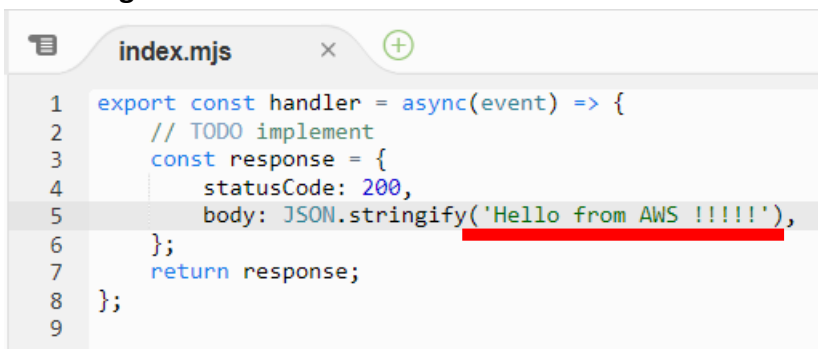 index.mjs
1 export const handler = async(event) => {
2     // TODO implement
3     const response = {
4         statusCode: 200,
5         body: JSON.stringify('Hello from AWS !!!!!'),
6     };
7     return response;
8 };
9